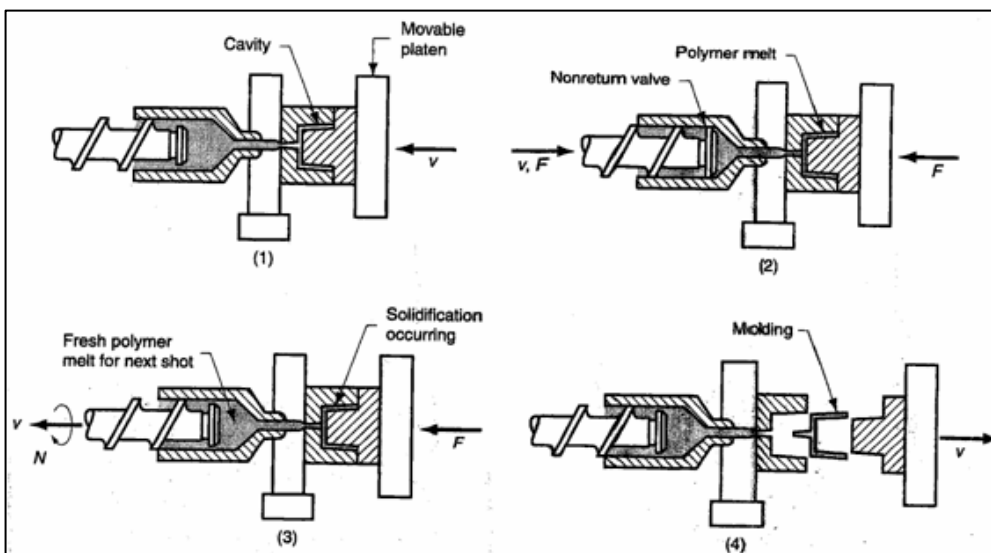 Cavity
Movable
platen
v
(1)
Nonreturn valve
Polymer melt
v, F
F
(2)
Fresh polymer
melt for next shot
Solidification
occurring
v
N
F
(3)
Molding
v
(4)